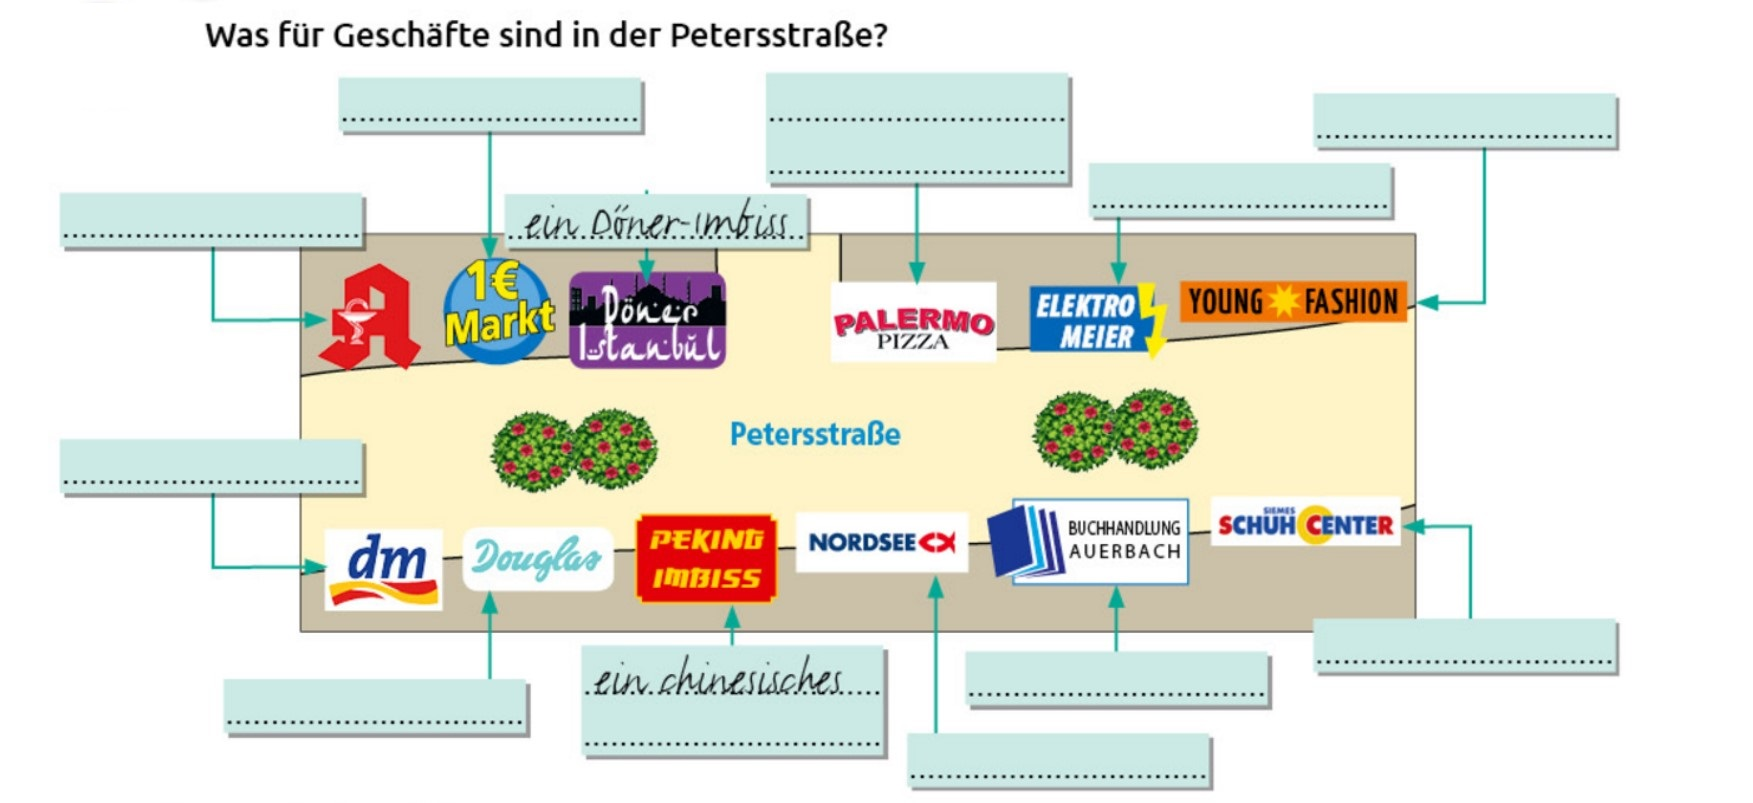 Was für Geschäfte sind in der Petersstraße?
ein Döner-Imbiss
A
1€
Markt
Döner
Istanbul
PALERMO
PIZZA
ELEKTRO
MEIER
YOUNG FASHION
Petersstraße
dm
Douglas
PEKING
IMBISS
NORDSEE
BUCHHANDLUNG
AUERBACH
SIEMES
SCHUH CENTER
ein chinesisches